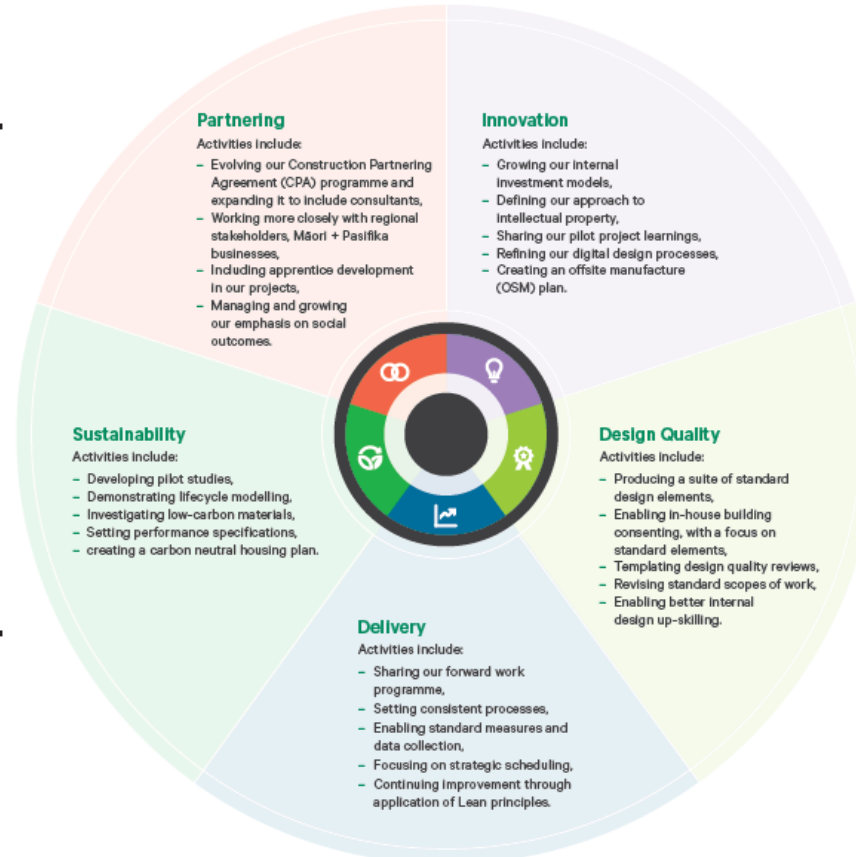 Partnering
Activities include:
– Evolving our Construction Partnering
Agreement (CPA) programme and
expanding it to include consultants,
– Working more closely with regional
stakeholders, Māori + Pasifika
businesses,
– Including apprentice development
in our projects,
– Managing and growing
our emphasis on social
outcomes.
Innovation
Activities include:
– Growing our internal
investment models,
– Defining our approach to
intellectual property,
– Sharing our pilot project learnings,
– Refining our digital design processes,
– Creating an offsite manufacture
(OSM) plan.
Sustainability
Activities include:
– Developing pilot studies,
– Demonstrating lifecycle modelling,
– Investigating low-carbon materials,
– Setting performance specifications,
– creating a carbon neutral housing plan.
Design Quality
Activities include:
– Producing a suite of standard
design elements,
– Enabling in-house building
consenting, with a focus on
standard elements,
– Templating design quality reviews,
– Revising standard scopes of work,
– Enabling better internal
design up-skilling.
Delivery
Activities include:
– Sharing our forward work
programme,
– Setting consistent processes,
– Enabling standard measures and
data collection,
– Focusing on strategic scheduling,
– Continuing improvement through
application of Lean principles.